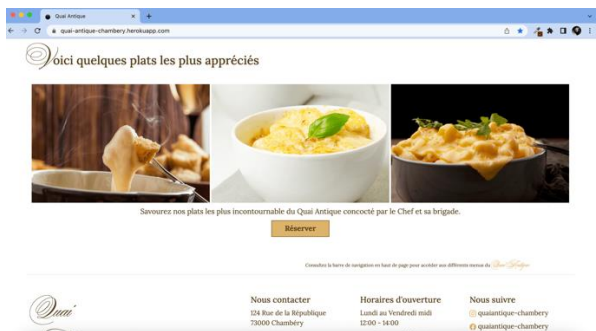 Quai Antique
quai-antique-chambery.herokuapp.com
Voici quelques plats les plus appréciés
Savourez nos plats les plus incontournable du Quai Antique concocté par le Chef et sa brigade.
Réserver
Consultez la barre de navigation en haut de page pour accéder aux différents menus du Quai Antique
Quai
Nous contacter
124 Rue de la République
73000 Chambéry
Horaires d'ouverture
Lundi au Vendredi midi
12:00 - 14:00
Nous suivre
quaiantique-chambery
quaiantique-chambery